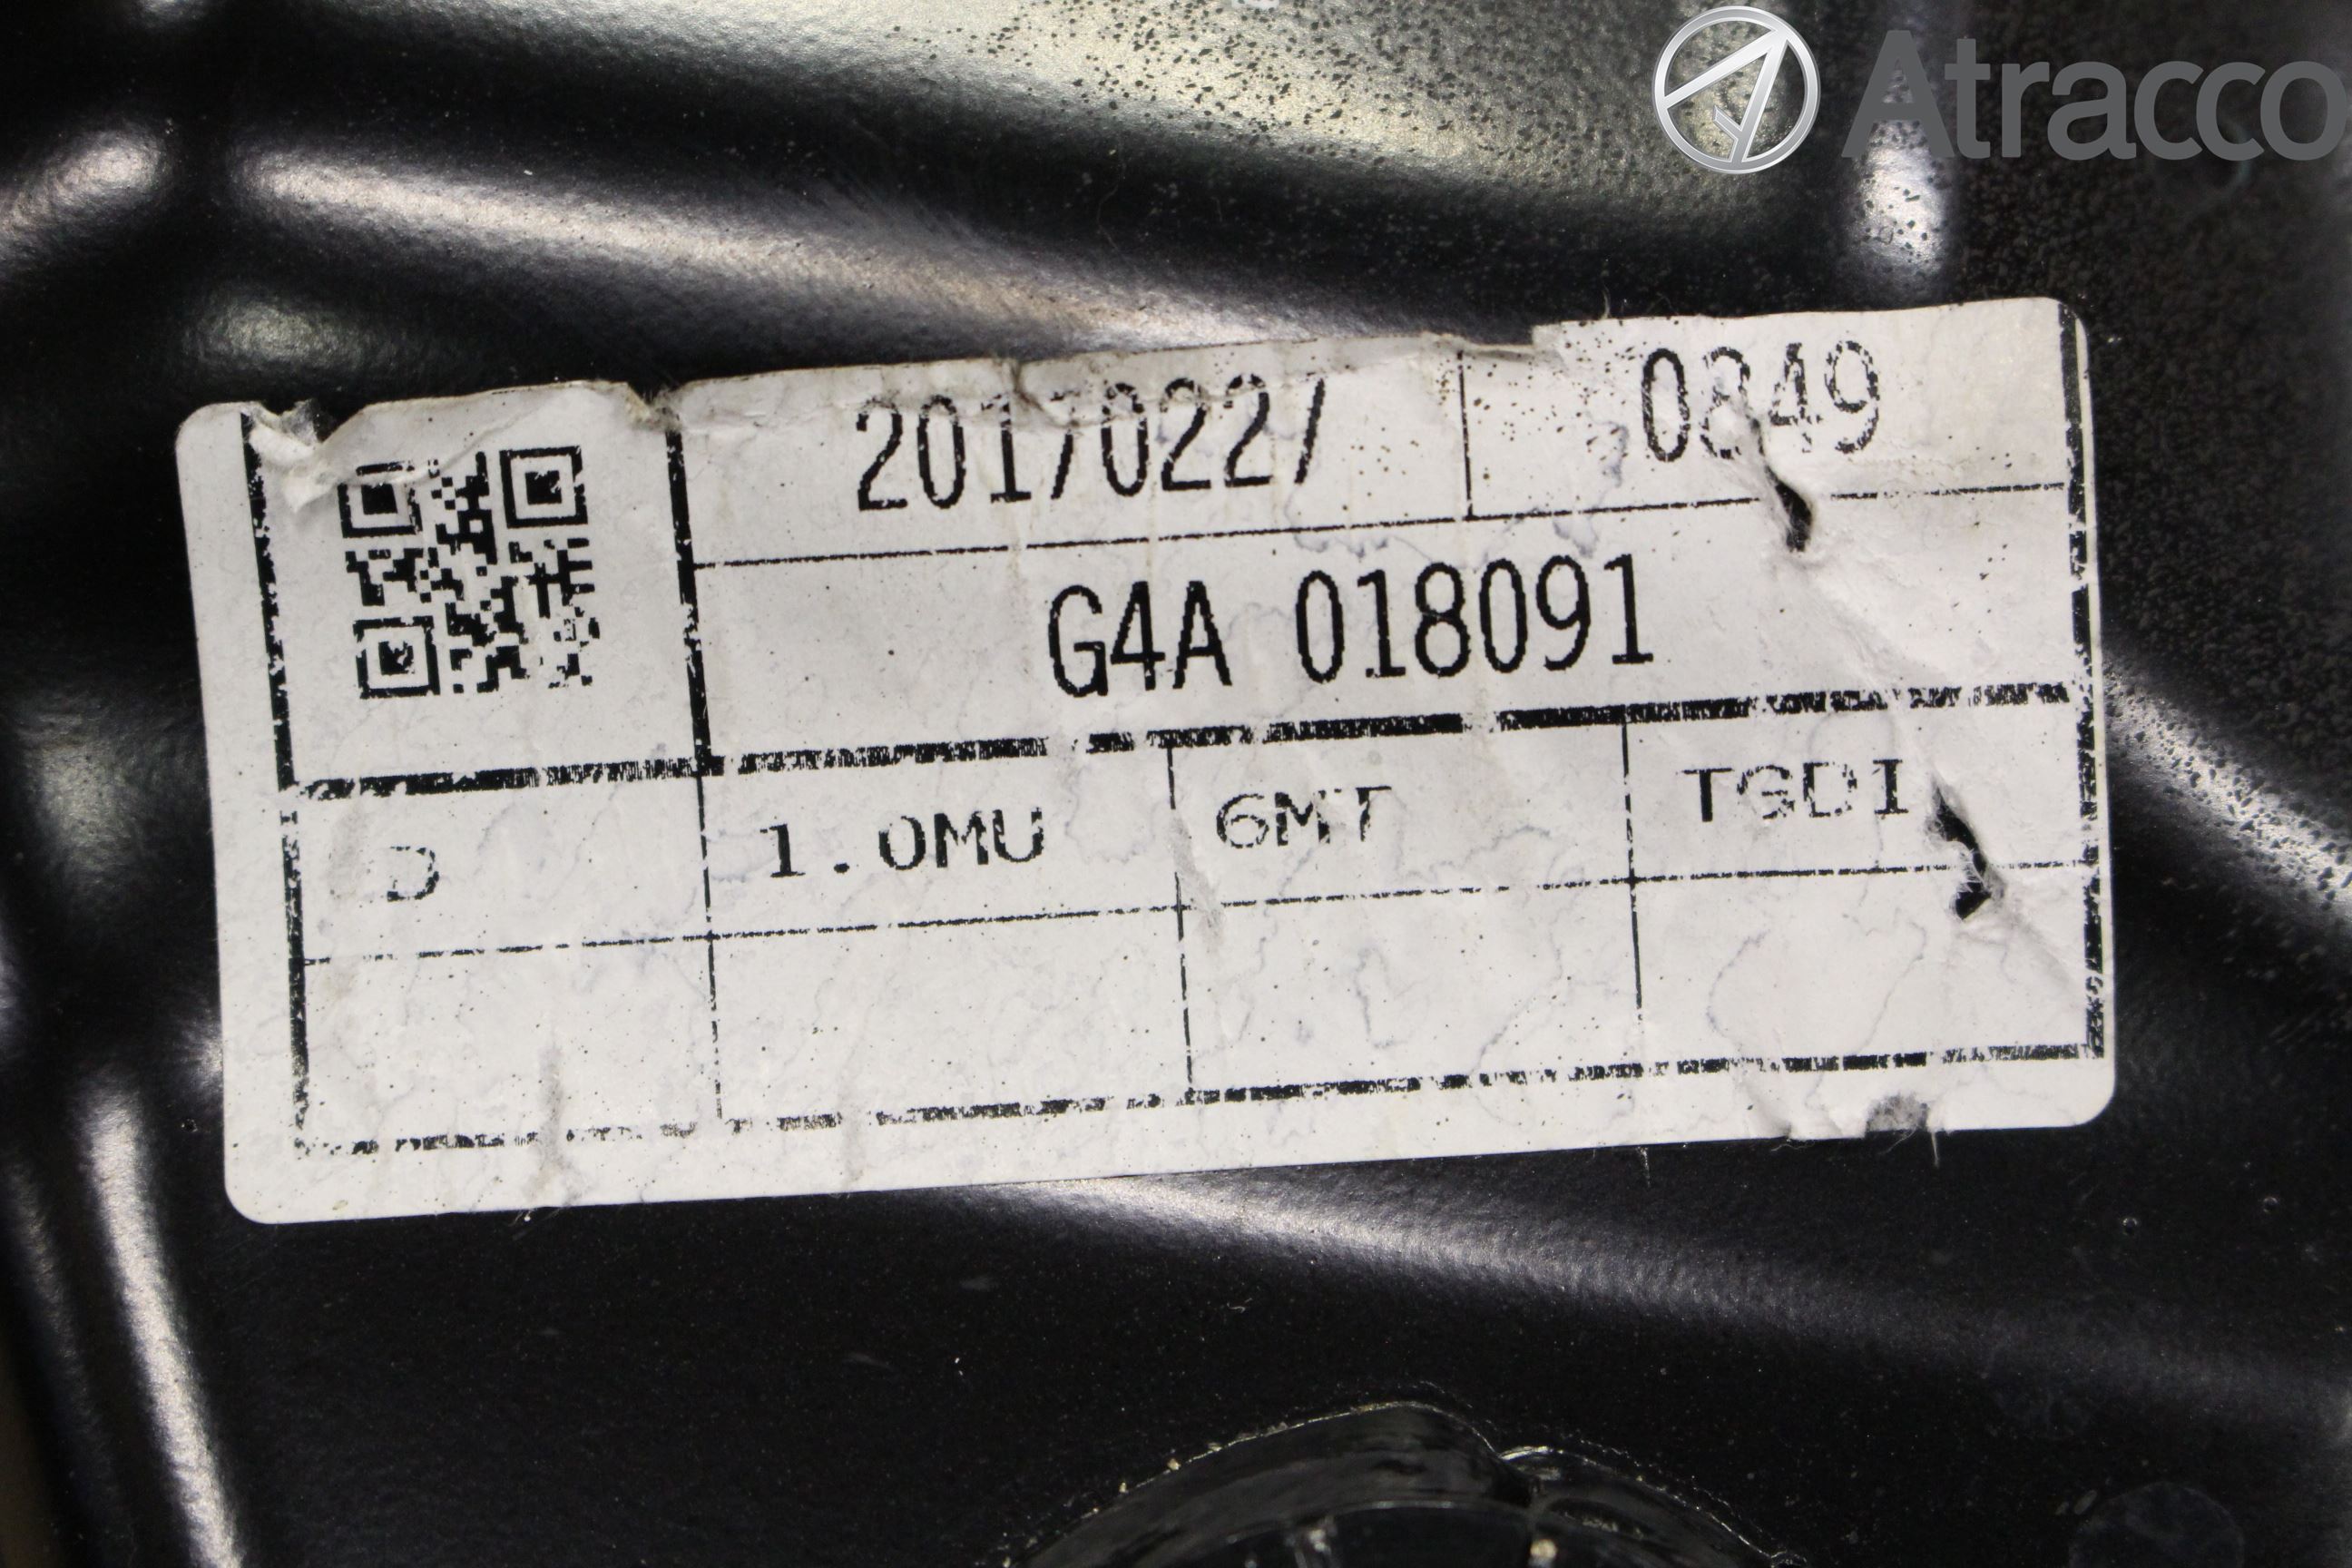 Atracco
20170227 0849
G4A 018091
D 1.0MU 6MT TGDI